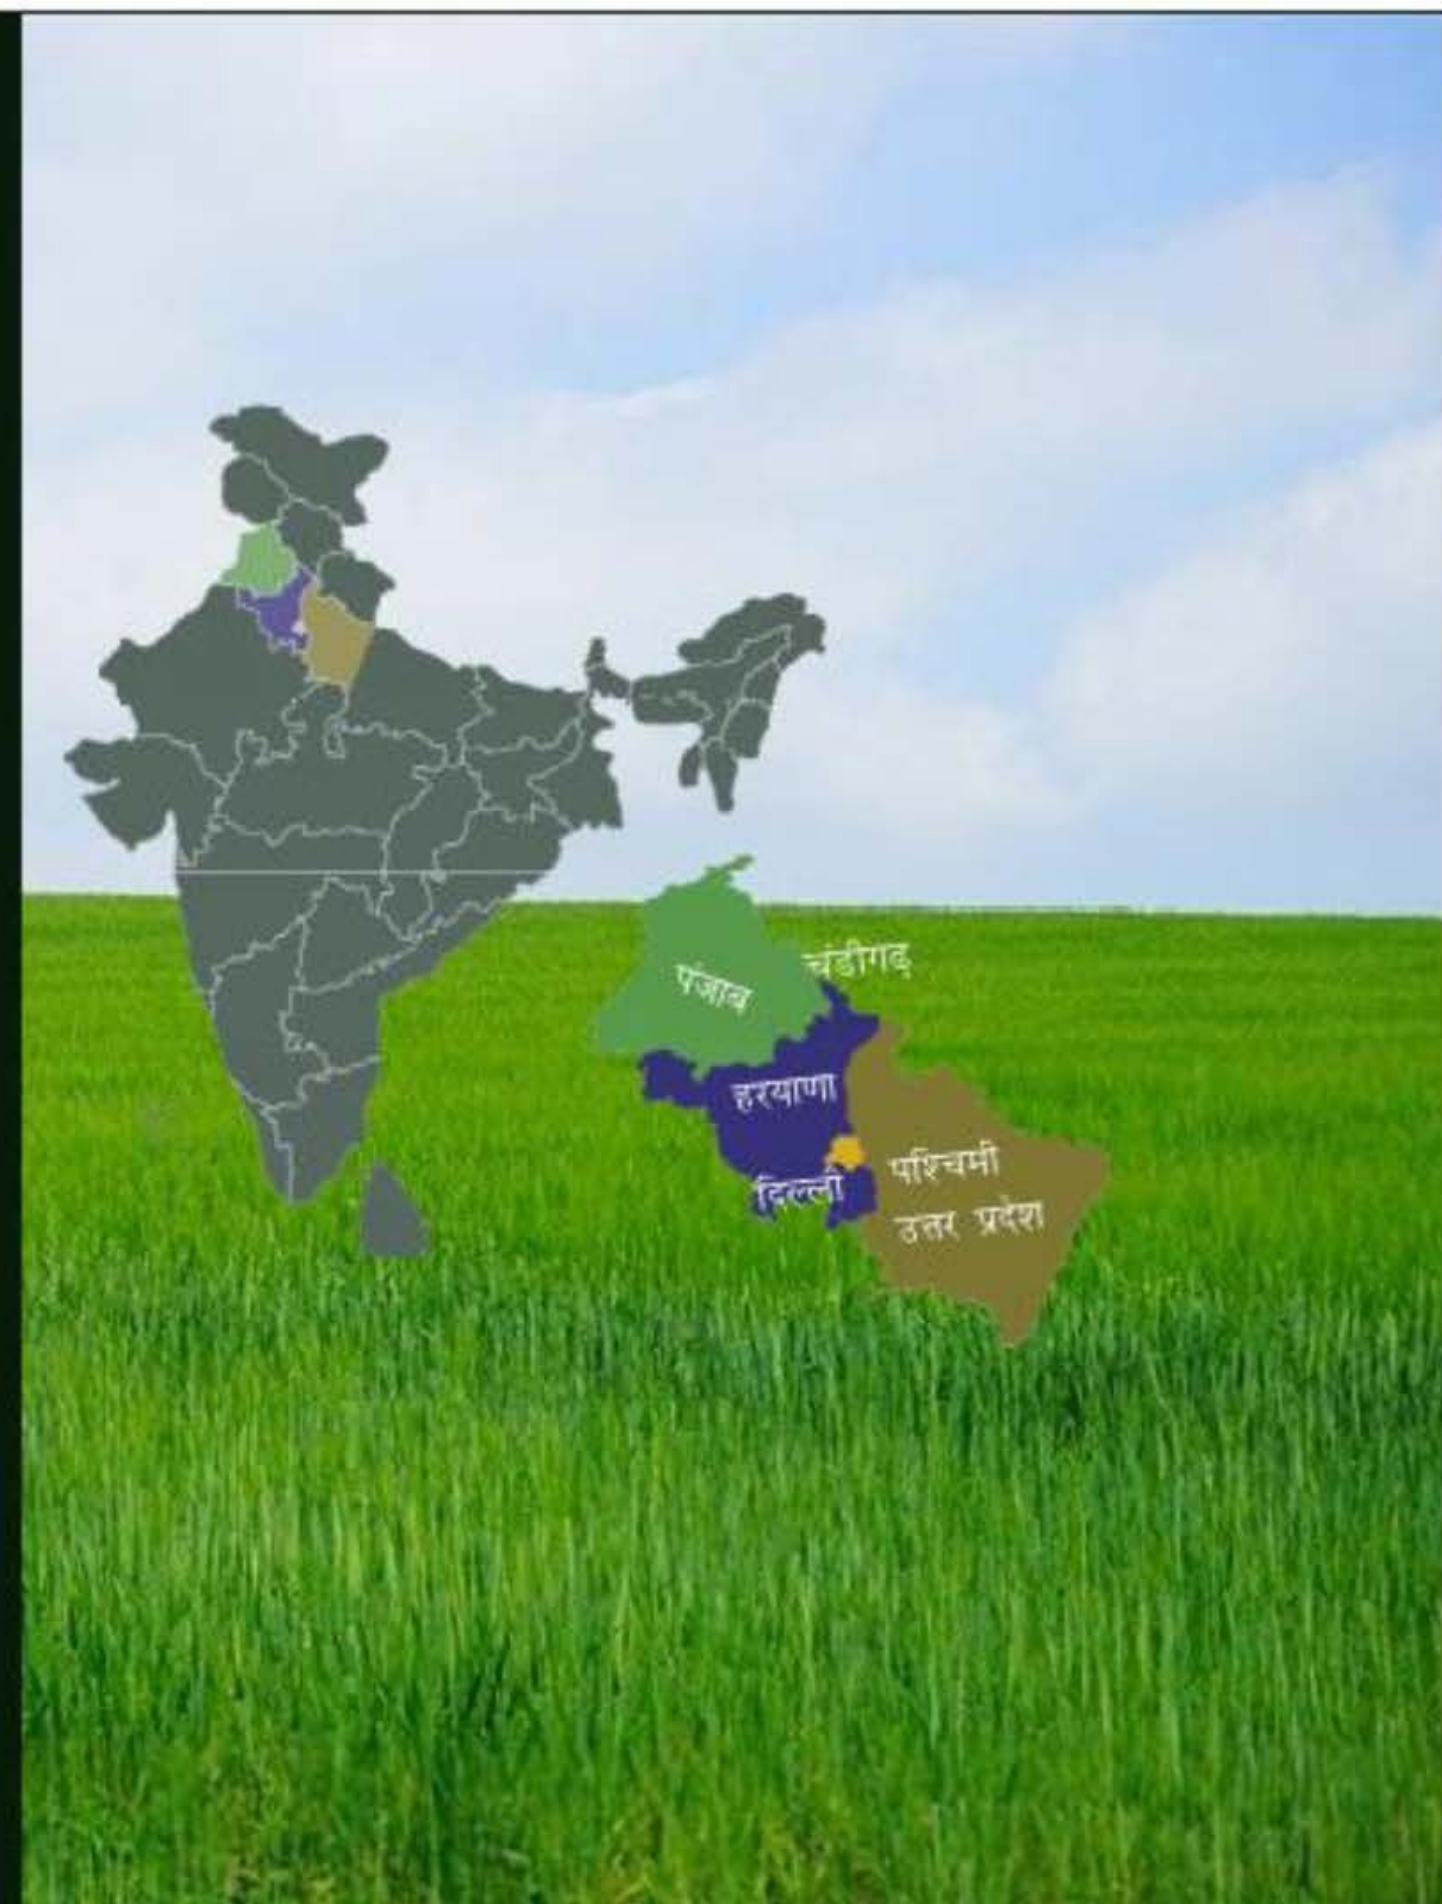 चंडीगढ़
पंजाब
हरयाणा
पश्चिमी
दिल्ली
उत्तर प्रदेश